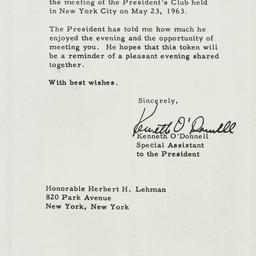 the meeting of the President's Club held
in New York City on May 23, 1963.
The President has told me how much he
enjoyed the evening and the opportunity of
meeting you. He hopes that this token will
be a reminder of a pleasant evening shared
together.
With best wishes.
Sincerely,
Kenneth O'Donnell
Kenneth O'Donnell
Special Assistant
to the President
Honorable Herbert H. Lehman
820 Park Avenue
New York, New York